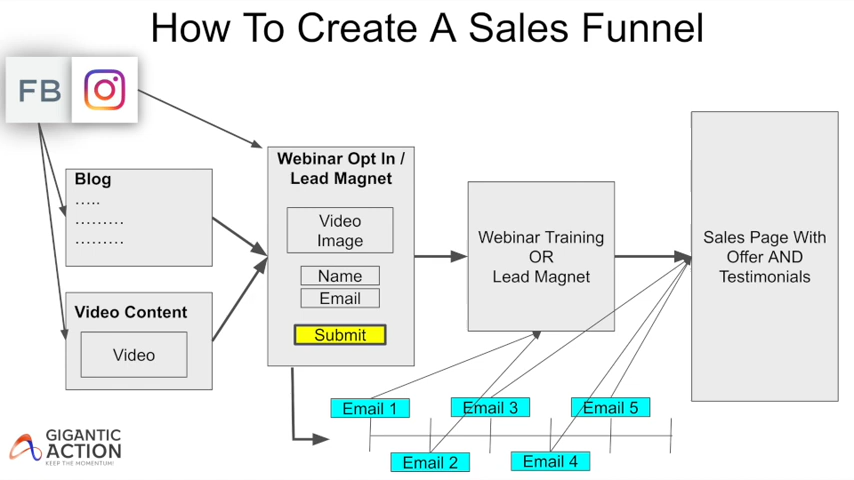 How To Create A Sales Funnel
FB
Blog
.....
.........
.........
Video Content
Video
Webinar Opt In /
Lead Magnet
Video
Image
Name
Email
Submit
Webinar Training
OR
Lead Magnet
Sales Page With
Offer AND
Testimonials
Email 1
Email 3
Email 5
Email 2
Email 4
GIGANTIC
ACTION
KEEP THE MOMENTUM!